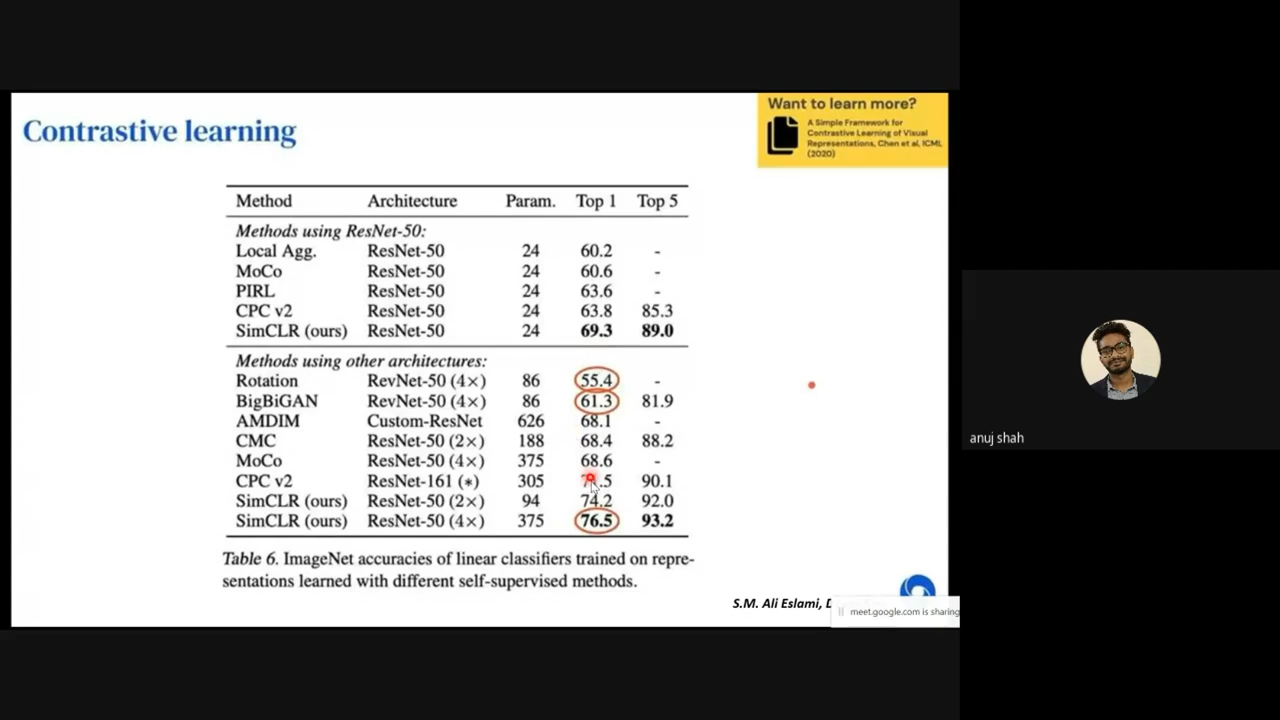 Contrastive learning
Want to learn more?
A Simple Framework for
Contrastive Learning of Visual
Representations, Chen et al, ICML
(2020)
Method Architecture Param. Top 1 Top 5
Methods using ResNet-50:
Local Agg. ResNet-50 24 60.2 -
MoCo ResNet-50 24 60.6 -
PIRL ResNet-50 24 63.6 -
CPC v2 ResNet-50 24 63.8 85.3
SimCLR (ours) ResNet-50 24 69.3 89.0
Methods using other architectures:
Rotation RevNet-50 (4×) 86 55.4 -
BigBiGAN RevNet-50 (4×) 86 61.3 81.9
AMDIM Custom-ResNet 626 68.1 -
CMC ResNet-50 (2×) 188 68.4 88.2
MoCo ResNet-50 (4×) 375 68.6 -
CPC v2 ResNet-161 (*) 305 90.1
SimCLR (ours) ResNet-50 (2×) 94 74.2 92.0
SimCLR (ours) ResNet-50 (4×) 375 76.5 93.2
Table 6. ImageNet accuracies of linear classifiers trained on repre-
sentations learned with different self-supervised methods.
S.M. Ali Eslami,
meet.google.com is sharing
anuj shah